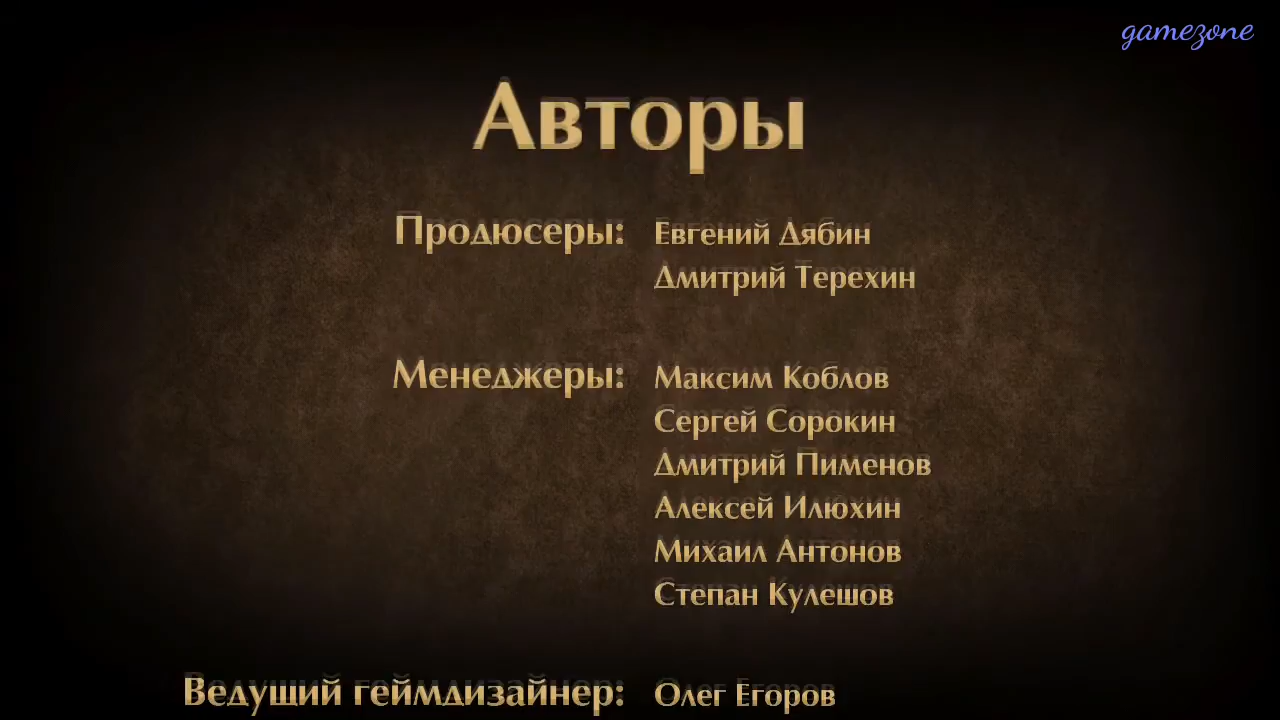 gamezone
Авторы
Продюсеры: Евгений Дябин
Дмитрий Терехин
Менеджеры: Максим Коблов
Сергей Сорокин
Дмитрий Пименов
Алексей Илюхин
Михаил Антонов
Степан Кулешов
Ведущий геймдизайнер: Олег Егоров